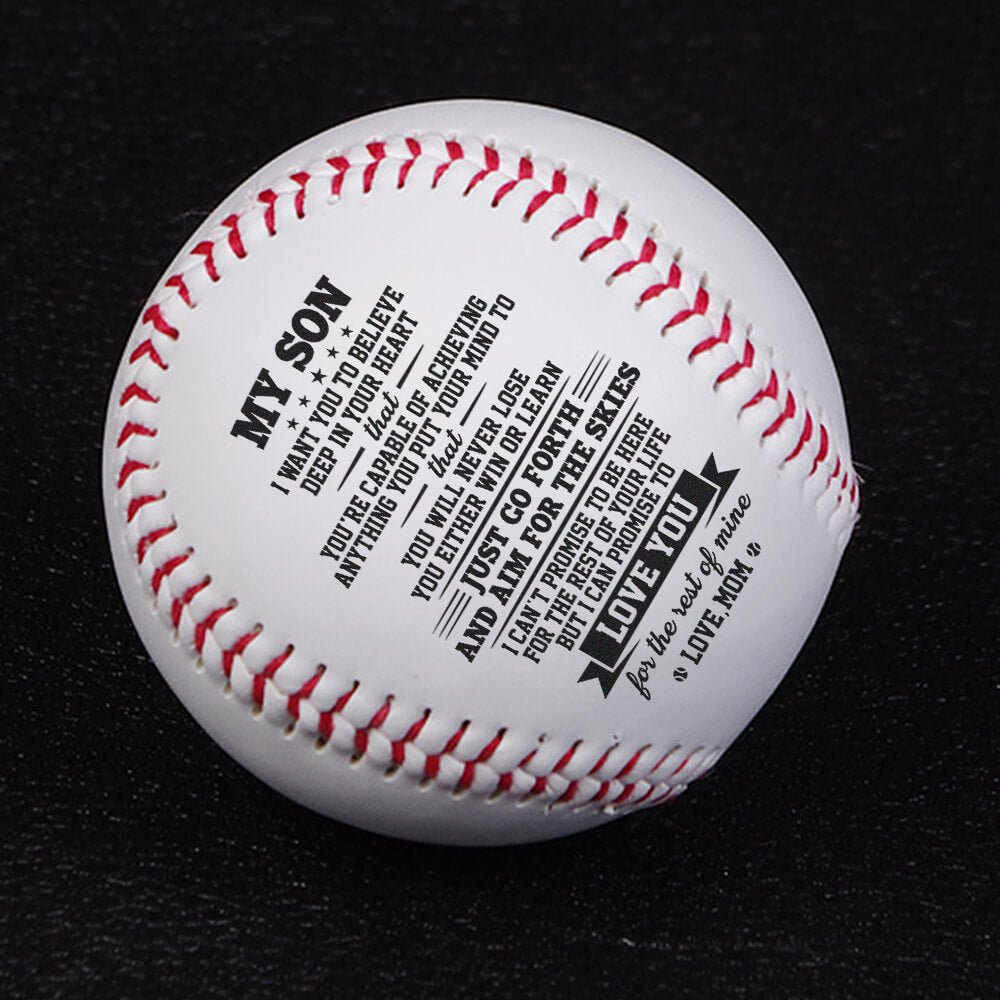 MY SON
I WANT YOU TO BELIEVE
DEEP IN YOUR HEART
that
YOU'RE CAPABLE OF ACHIEVING
ANYTHING YOU PUT YOUR MIND TO
that
YOU WILL NEVER LOSE
YOU EITHER WIN OR LEARN
JUST GO FORTH
AND AIM FOR THE SKIES
I CAN'T PROMISE TO BE HERE
FOR THE REST OF YOUR LIFE
BUT I CAN PROMISE TO
LOVE YOU
for the rest of mine
LOVE, MOM